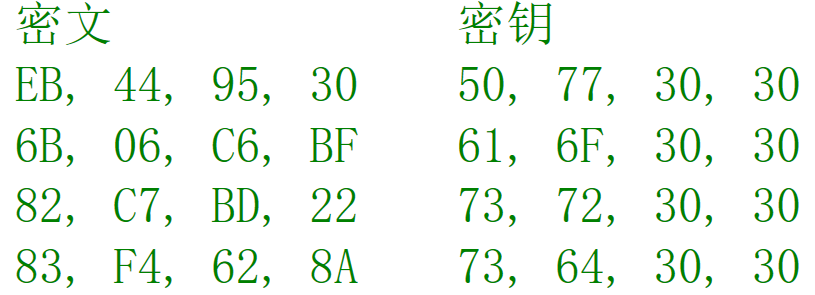 密文 密钥
EB, 44, 95, 30 50, 77, 30, 30
6B, 06, C6, BF 61, 6F, 30, 30
82, C7, BD, 22 73, 72, 30, 30
83, F4, 62, 8A 73, 64, 30, 30